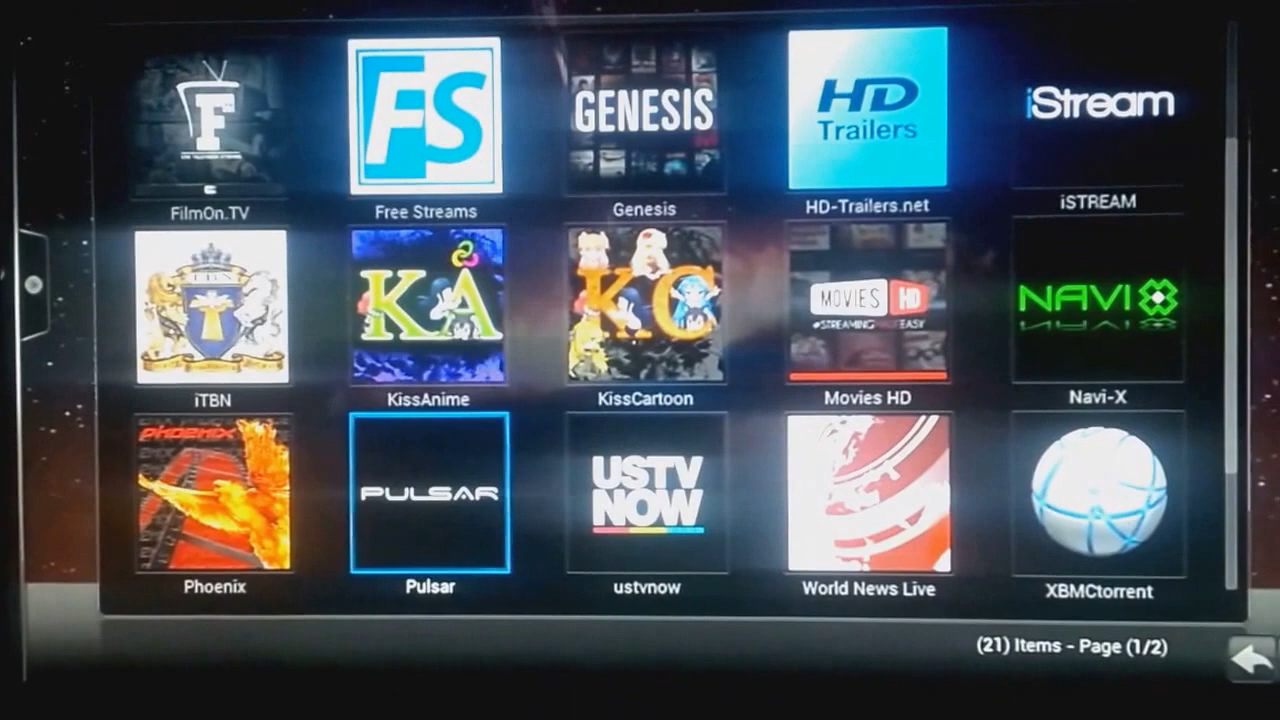 F
FS
GENESIS
HD
Trailers
iStream
FilmOn.TV
Free Streams
Genesis
HD-Trailers.net
iSTREAM
TBN
KA
KC
MOVIES HD
NAVI X
iTBN
KissAnime
KissCartoon
Movies HD
Navi-X
PHOENIX
PULSAR
USTV
NOW
Phoenix
Pulsar
ustvnow
World News Live
XBMCtorrent
(21) Items - Page (1/2)